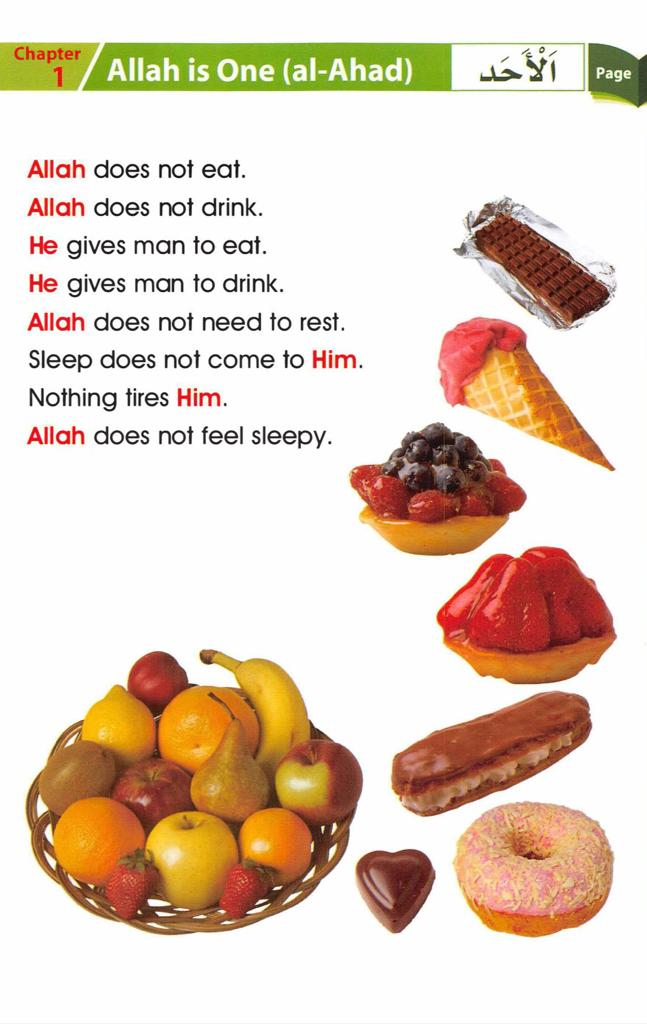 Chapter
1
Allah is One (al-Ahad)
اَلْأَحَد
Page
Allah does not eat.
Allah does not drink.
He gives man to eat.
He gives man to drink.
Allah does not need to rest.
Sleep does not come to Him.
Nothing tires Him.
Allah does not feel sleepy.